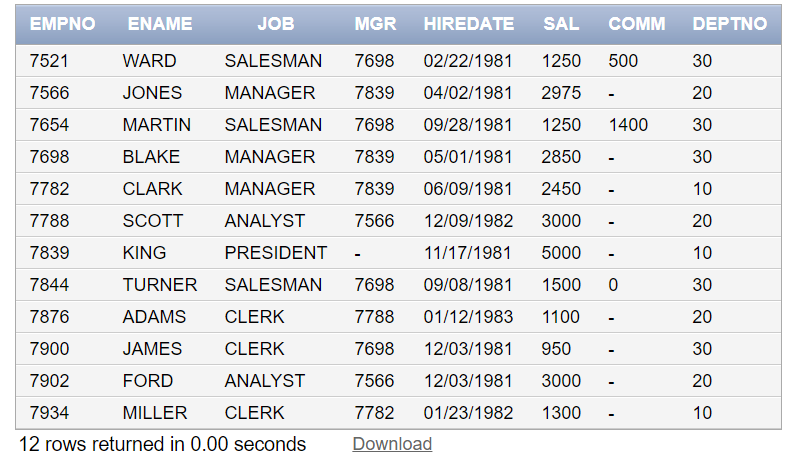 EMPNO ENAME JOB MGR HIREDATE SAL COMM DEPTNO
7521 WARD SALESMAN 7698 02/22/1981 1250 500 30
7566 JONES MANAGER 7839 04/02/1981 2975 - 20
7654 MARTIN SALESMAN 7698 09/28/1981 1250 1400 30
7698 BLAKE MANAGER 7839 05/01/1981 2850 - 30
7782 CLARK MANAGER 7839 06/09/1981 2450 - 10
7788 SCOTT ANALYST 7566 12/09/1982 3000 - 20
7839 KING PRESIDENT - 11/17/1981 5000 - 10
7844 TURNER SALESMAN 7698 09/08/1981 1500 0 30
7876 ADAMS CLERK 7788 01/12/1983 1100 - 20
7900 JAMES CLERK 7698 12/03/1981 950 - 30
7902 FORD ANALYST 7566 12/03/1981 3000 - 20
7934 MILLER CLERK 7782 01/23/1982 1300 - 10
12 rows returned in 0.00 seconds Download